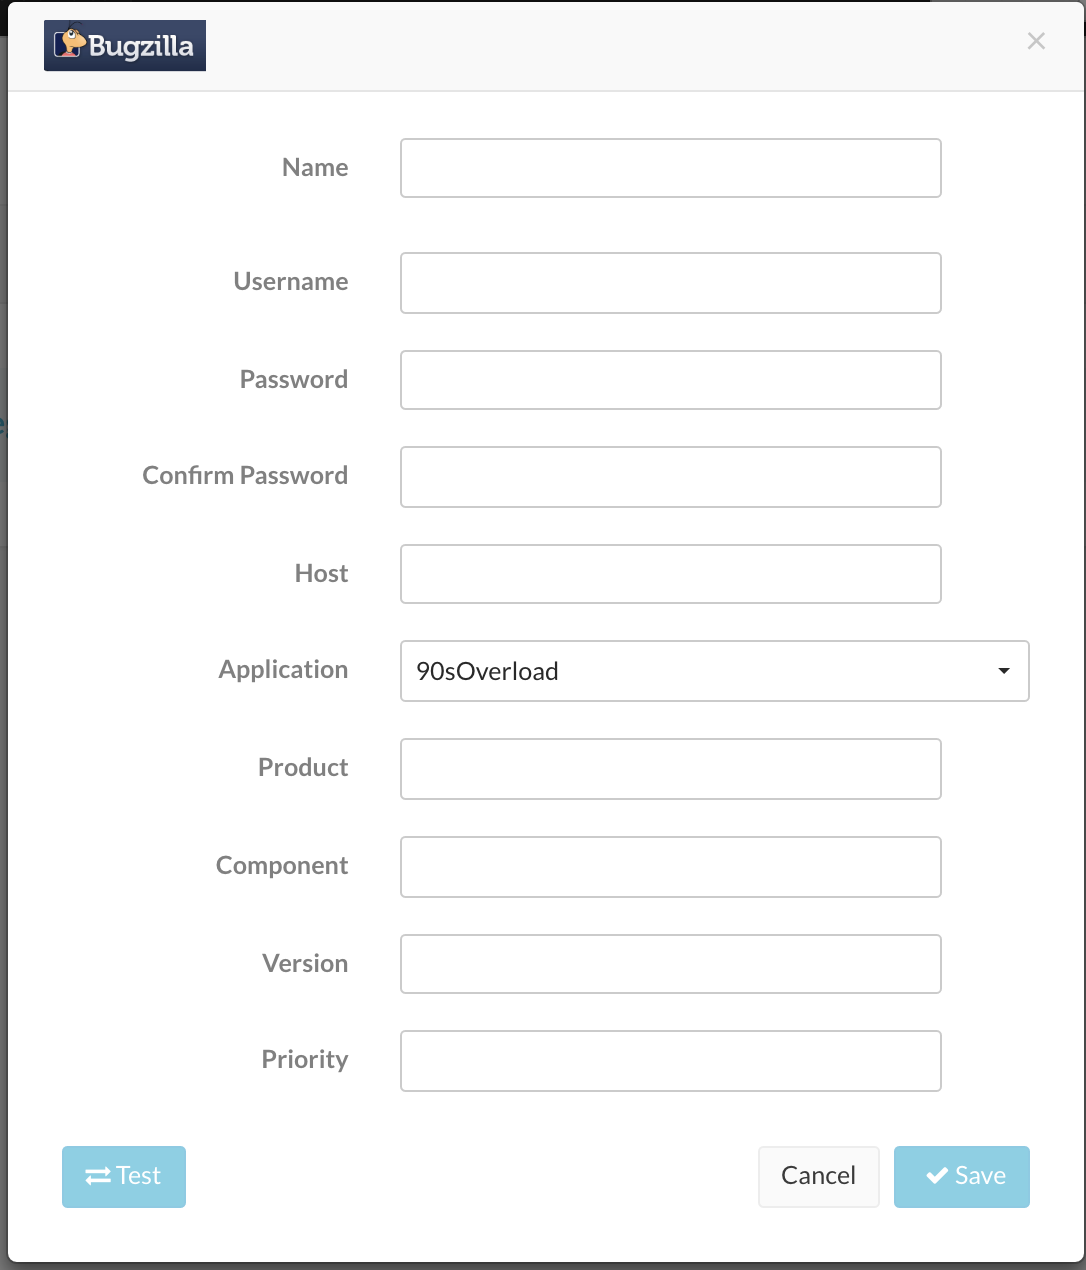 Bugzilla
Name
Username
Password
Confirm Password
Host
Application
90sOverload
Product
Component
Version
Priority
Test
Cancel
Save